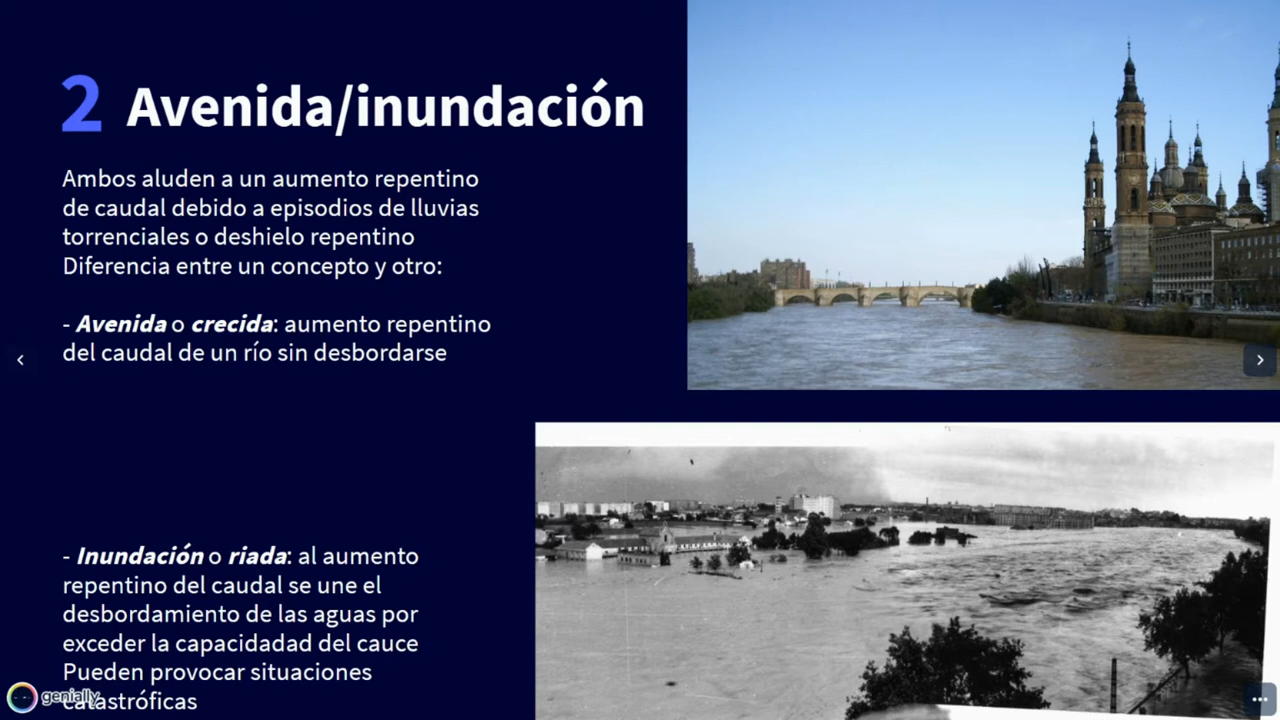 2 Avenida/inundación
Ambos aluden a un aumento repentino
de caudal debido a episodios de lluvias
torrenciales o deshielo repentino
Diferencia entre un concepto y otro:
- Avenida o crecida: aumento repentino
del caudal de un río sin desbordarse
- Inundación o riada: al aumento
repentino del caudal se une el
desbordamiento de las aguas por
exceder la capacidadad del cauce
Pueden provocar situaciones
catastróficas
genially